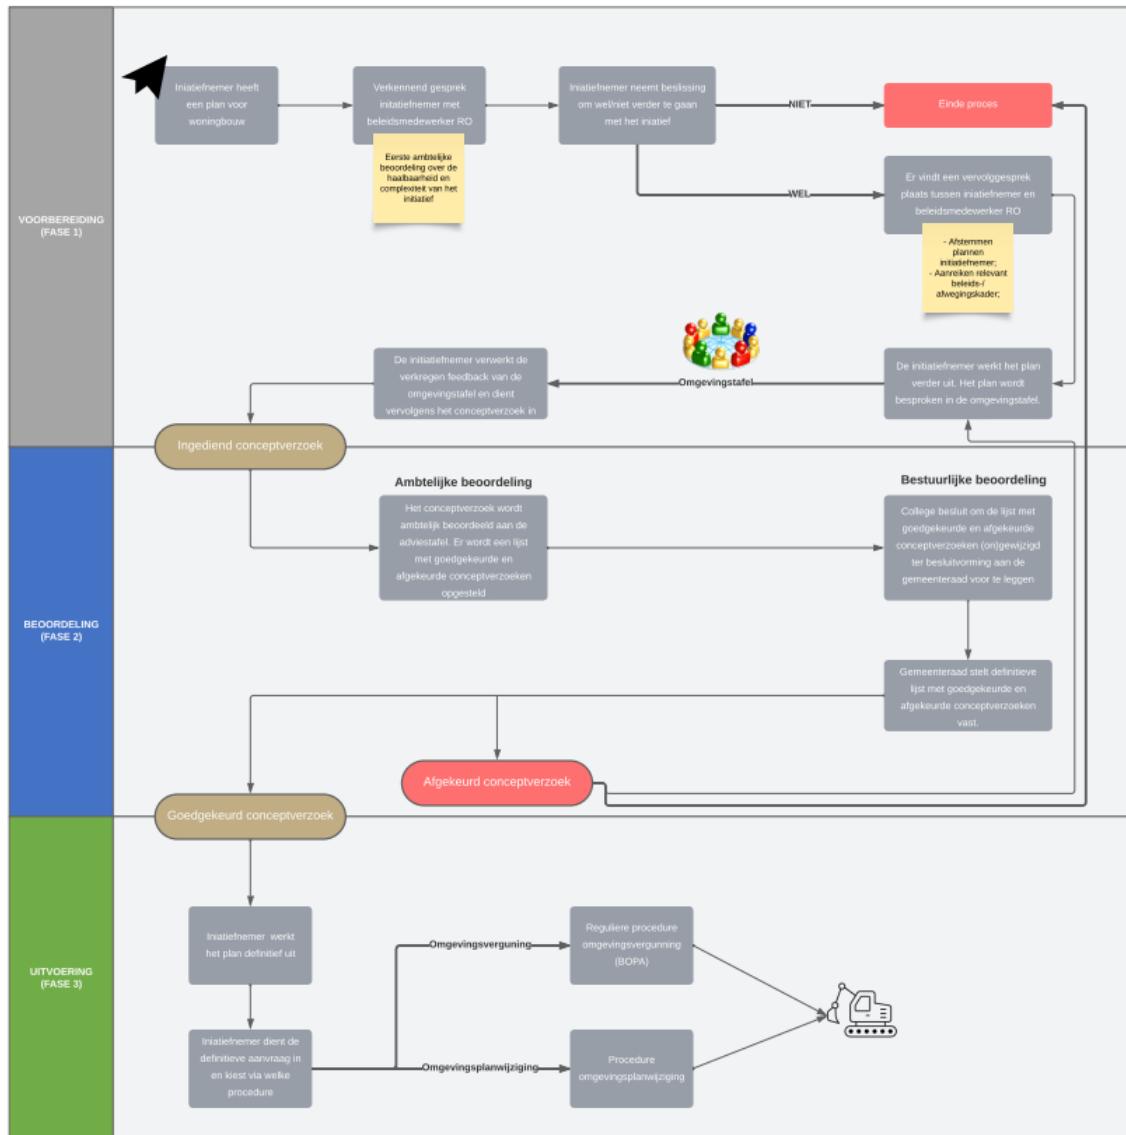 Iniatiefnemer heeft
een plan voor
woningbouw
Verkennend gesprek
initatiefnemer met
beleidsmedewerker RO
Iniatiefnemer neemt beslissing
om wel/niet verder te gaan
met het iniatief
NIET
Einde proces
Eerste ambtelijke
beoordeling over de
haalbaarheid en
complexiteit van het
initiatief
WEL
Er vindt een vervolggesprek
plaats tussen iniatiefnemer en
beleidsmedewerker RO
VOORBEREIDING
(FASE 1)
- Afstemmen
plannen
initiatiefnemer;
- Aanreiken relevant
beleids-/
afwegingskader;
De initiatiefnemer verwerkt de
verkregen feedback van de
omgevingstafel en dient
vervolgens het conceptverzoek in
Omgevingstafel
De initiatiefnemer werkt het plan
verder uit. Het plan wordt
besproken in de omgevingstafel.
Ingediend conceptverzoek
Ambtelijke beoordeling
Bestuurlijke beoordeling
Het conceptverzoek wordt
ambtelijk beoordeeld aan de
adviestafel. Er wordt een lijst
met goedgekeurde en
afgekeurde conceptverzoeken
opgesteld
College besluit om de lijst met
goedgekeurde en afgekeurde
conceptverzoeken (on)gewijzigd
ter besluitvorming aan de
gemeenteraad voor te leggen
BEOORDELING
(FASE 2)
Gemeenteraad stelt definitieve
lijst met goedgekeurde en
afgekeurde conceptverzoeken
vast.
Afgekeurd conceptverzoek
Goedgekeurd conceptverzoek
Iniatiefnemer werkt
het plan definitief uit
Omgevingsverguning
Reguliere procedure
omgevingsvergunning
(BOPA)
UITVOERING
(FASE 3)
Iniatiefnemer dient de
definitieve aanvraag in
en kiest via welke
procedure
Omgevingsplanwijziging
Procedure
omgevingsplanwijziging